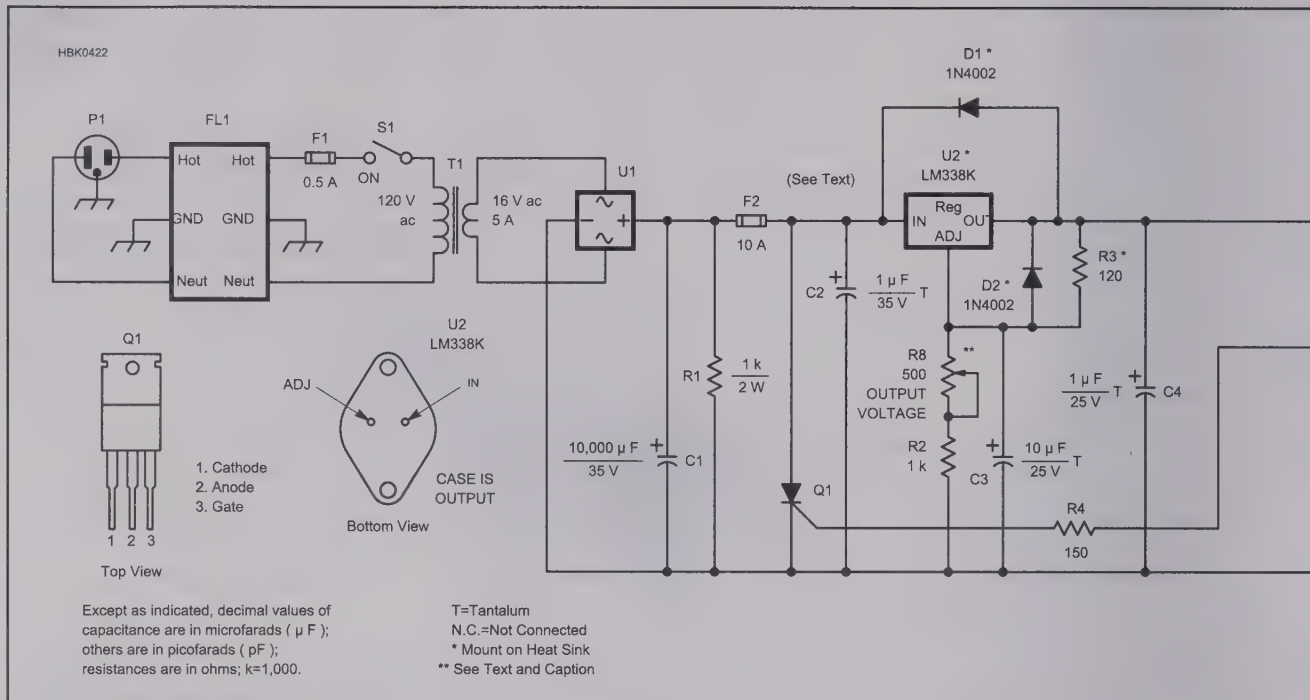 HBK0422
D1 *
1N4002
P1
FL1
F1
S1
Hot
Hot
0.5 A
ON
T1
120 V
ac
16 V ac
5 A
U1
GND
GND
Neut
Neut
(See Text)
F2
10 A
U2 *
LM338K
IN
Reg
OUT
ADJ
R3 *
120
C2
1 µ F
35 V
T
D2 *
1N4002
R8
500
OUTPUT
VOLTAGE
**
1 µ F
25 V
T
C4
R1
1 k
2 W
R2
1 k
C3
10 µ F
25 V
T
10,000 µ F
35 V
C1
Q1
R4
150
Q1
1. Cathode
2. Anode
3. Gate
1 2 3
Top View
U2
LM338K
ADJ
IN
CASE IS
OUTPUT
Bottom View
Except as indicated, decimal values of
capacitance are in microfarads ( µ F );
others are in picofarads ( pF );
resistances are in ohms; k=1,000.
T=Tantalum
N.C.=Not Connected
* Mount on Heat Sink
** See Text and Caption